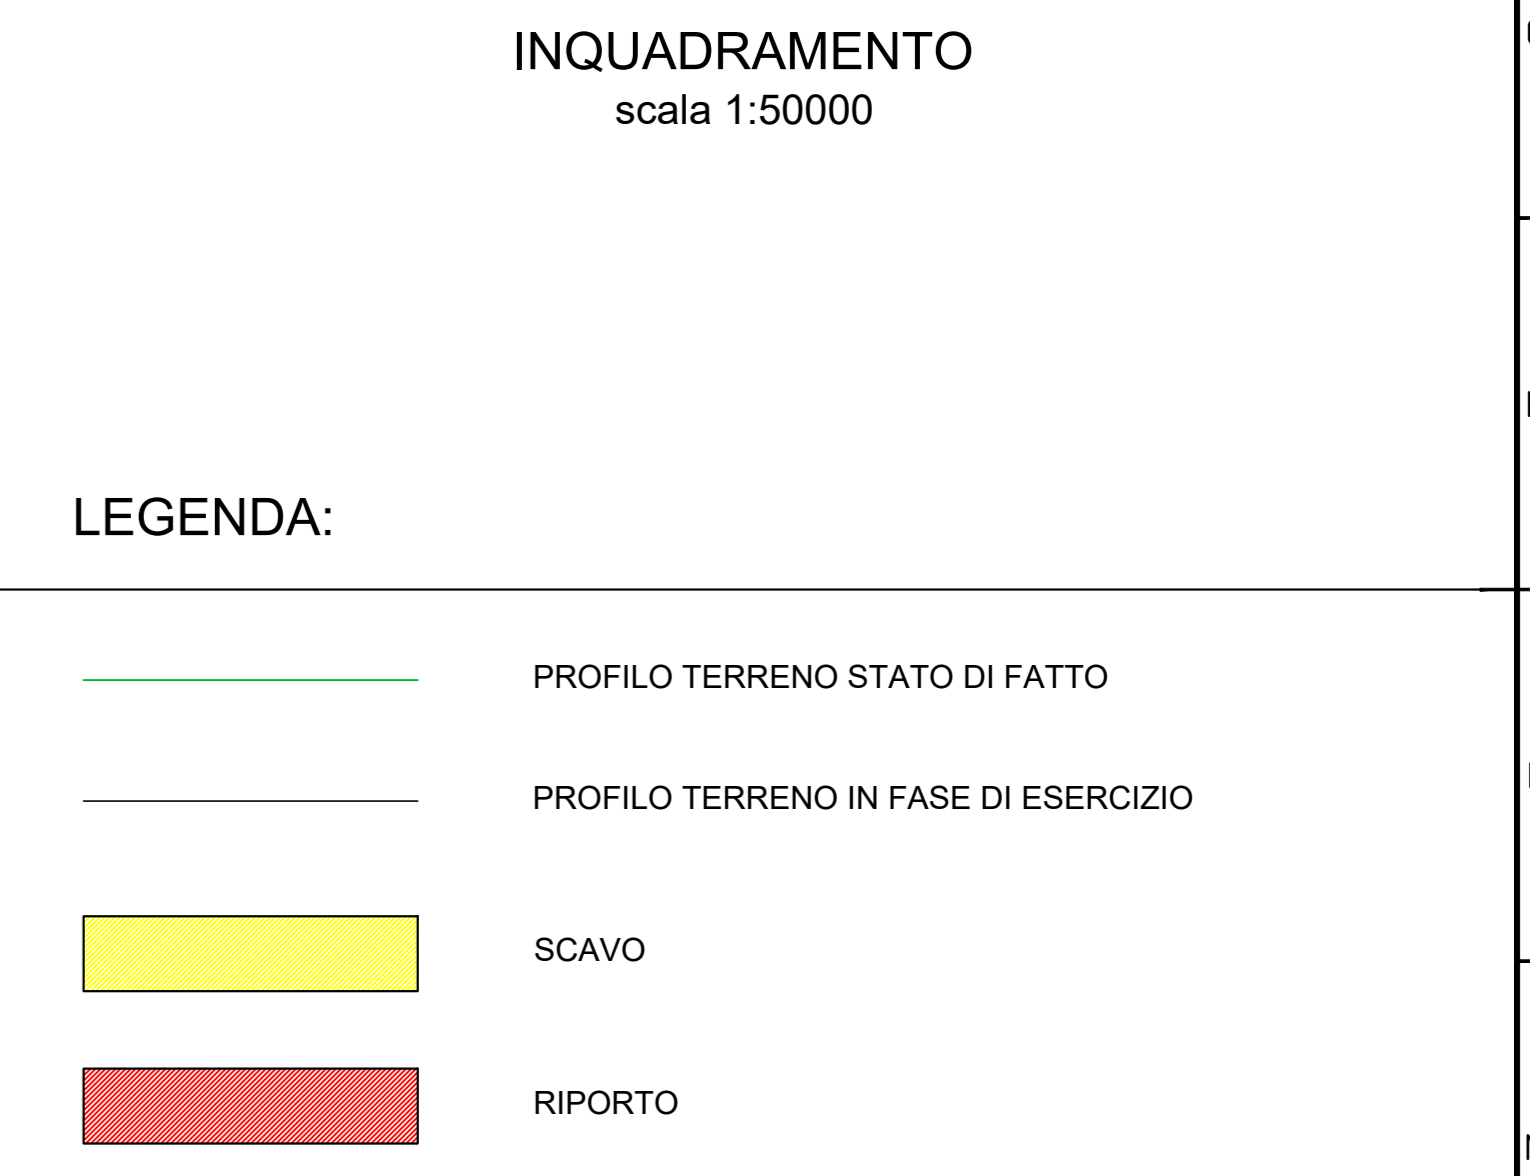 INQUADRAMENTO
scala 1:50000
LEGENDA:
PROFILO TERRENO STATO DI FATTO
PROFILO TERRENO IN FASE DI ESERCIZIO
SCAVO
RIPORTO